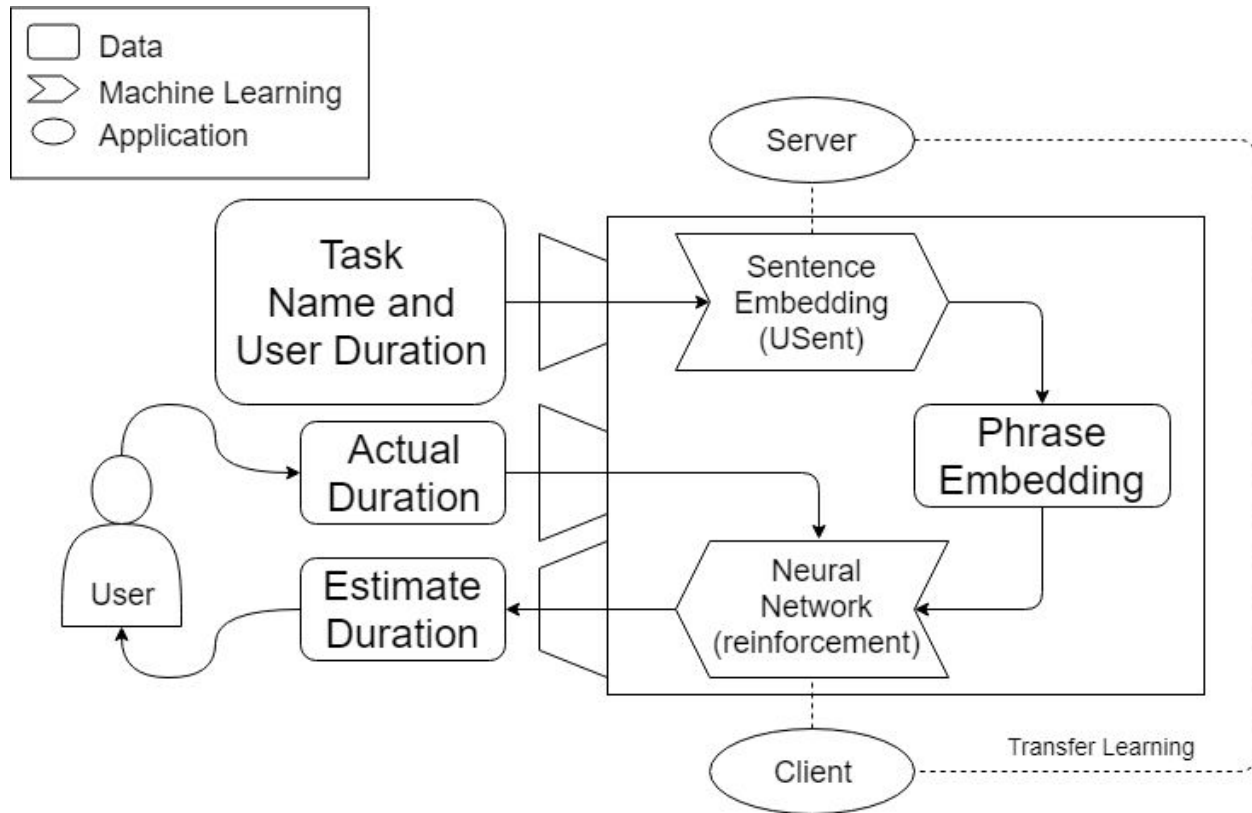 Data
Machine Learning
Application
Server
Task
Name and
User Duration
Sentence
Embedding
(USent)
Actual
Duration
Phrase
Embedding
User
Estimate
Duration
Neural
Network
(reinforcement)
Client
Transfer Learning